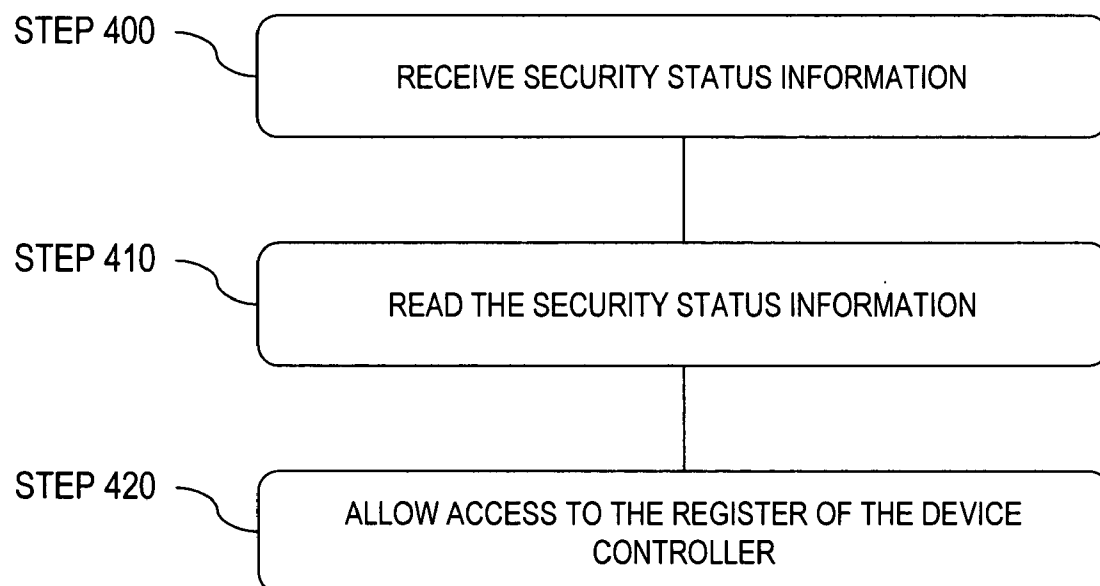 STEP 400
RECEIVE SECURITY STATUS INFORMATION
STEP 410
READ THE SECURITY STATUS INFORMATION
STEP 420
ALLOW ACCESS TO THE REGISTER OF THE DEVICE
CONTROLLER